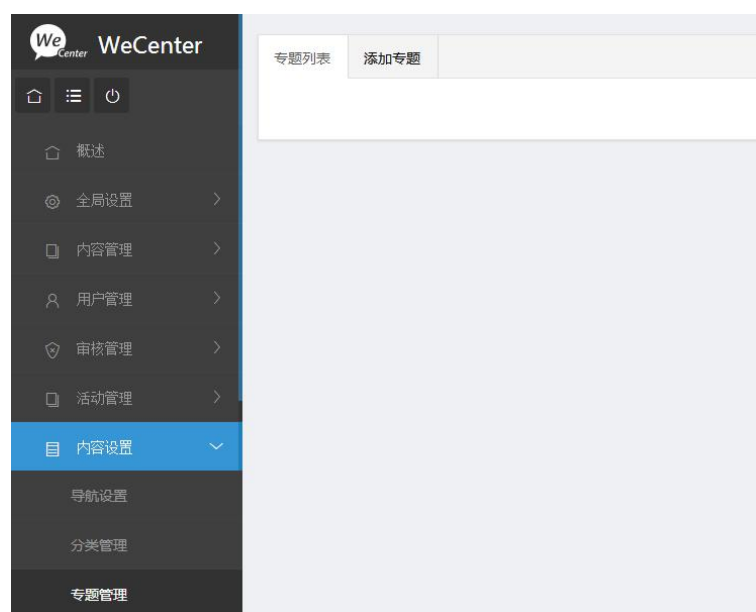 We Center WeCenter
专题列表 添加专题
概述
全局设置
内容管理
用户管理
审核管理
活动管理
内容设置
导航设置
分类管理
专题管理